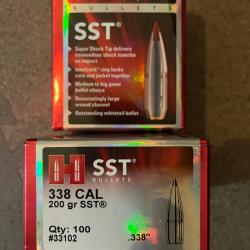 BULLETS
SST®
• Super Shock Tip delivers
tremendous shock transfer
on impact
• InterLock® ring locks
core and jacket together
• Medium to big game
bullet choice
• Devastatingly large
wound channel
• Outstanding whitetail bullet
H SST®
BULLETS
338 CAL
200 gr SST®
Qty: 100
#33102
.338"